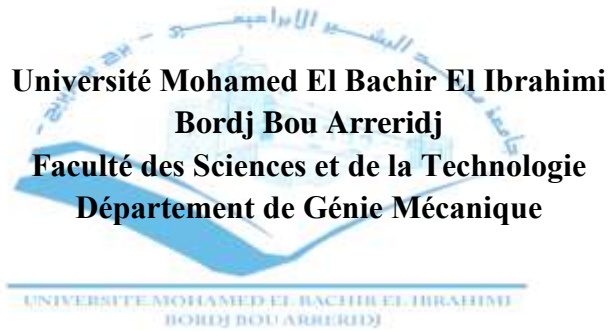 Université Mohamed El Bachir El Ibrahimi
Bordj Bou Arreridj
Faculté des Sciences et de la Technologie
Département de Génie Mécanique
UNIVERSITE MOHAMED EL BACHIR EL IBRAHIMI
BORDJ BOU ARRERIDJ